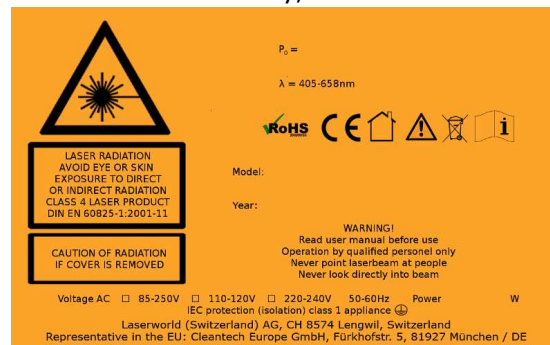 P₀ =
λ = 405-658nm
RoHS CE i
LASER RADIATION
AVOID EYE OR SKIN
EXPOSURE TO DIRECT
OR INDIRECT RADIATION
CLASS 4 LASER PRODUCT
DIN EN 60825-1:2001-11
CAUTION OF RADIATION
IF COVER IS REMOVED
Model:
Year:
WARNING!
Read user manual before use
Operation by qualified personel only
Never point laserbeam at people
Never look directly into beam
Voltage AC ☐ 85-250V ☐ 110-120V ☐ 220-240V 50-60Hz Power W
IEC protection (isolation) class 1 appliance
Laserworld (Switzerland) AG, CH 8574 Lengwil, Switzerland
Representative in the EU: Cleantech Europe GmbH, Fürkhofstr. 5, 81927 München / DE